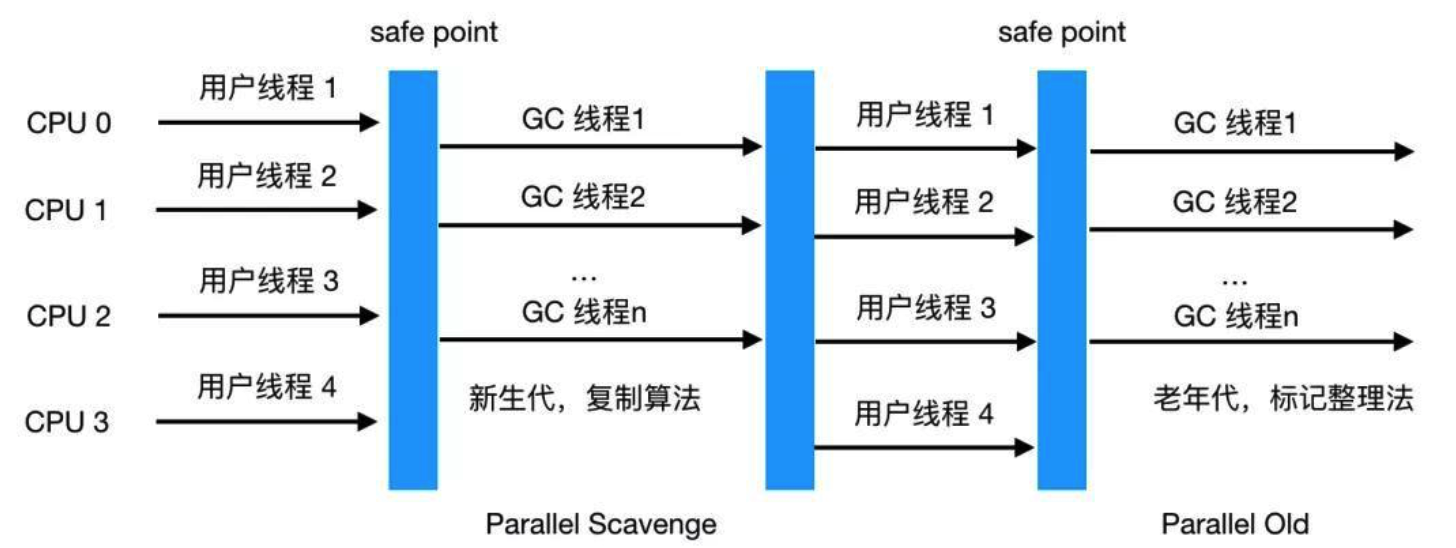 safe point
safe point
用户线程 1
GC 线程1
用户线程 1
GC 线程1
CPU 0
用户线程 2
GC 线程2
用户线程 2
GC 线程2
CPU 1
...
...
用户线程 3
GC 线程n
用户线程 3
GC 线程n
CPU 2
用户线程 4
新生代，复制算法
用户线程 4
老年代，标记整理法
CPU 3
Parallel Scavenge
Parallel Old